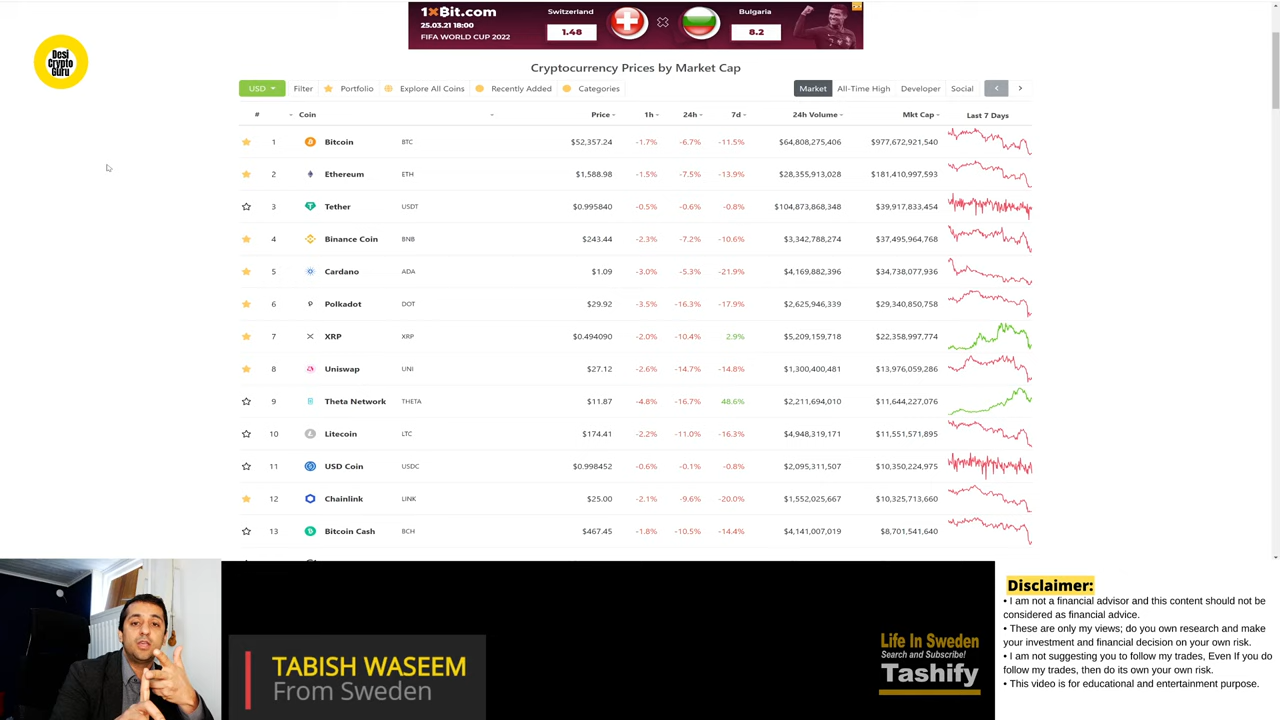 1×Bit.com
25.03.21 18:00
FIFA WORLD CUP 2022
Switzerland
1.48
Bulgaria
8.2
Desi
Crypto
Guru
Cryptocurrency Prices by Market Cap
USD Filter Portfolio Explore All Coins Recently Added Categories Market All-Time High Developer Social
# Coin Price 1h 24h 7d 24h Volume Mkt Cap Last 7 Days
1 Bitcoin BTC $52,357.24 -1.7% -6.7% -11.5% $64,808,275,406 $977,672,921,540
2 Ethereum ETH $1,588.98 -1.5% -7.5% -13.9% $28,355,913,028 $181,410,997,593
3 Tether USDT $0.995840 -0.5% -0.6% -0.8% $104,873,868,348 $39,917,833,454
4 Binance Coin BNB $243.44 -2.3% -7.2% -10.6% $3,342,788,274 $37,495,964,768
5 Cardano ADA $1.09 -3.0% -5.3% -21.9% $4,169,882,396 $34,738,077,936
6 Polkadot DOT $29.92 -3.5% -16.3% -17.9% $2,625,946,339 $29,340,850,758
7 XRP XRP $0.494090 -2.0% -10.4% 2.9% $5,209,159,718 $22,358,997,774
8 Uniswap UNI $27.12 -2.6% -14.7% -14.8% $1,300,400,481 $13,976,059,286
9 Theta Network THETA $11.87 -4.8% -16.7% 48.6% $2,211,694,010 $11,644,227,076
10 Litecoin LTC $174.41 -2.2% -11.0% -16.3% $4,948,319,171 $11,551,571,895
11 USD Coin USDC $0.998452 -0.6% -0.1% -0.8% $2,095,311,507 $10,350,224,975
12 Chainlink LINK $25.00 -2.1% -9.6% -20.0% $1,552,025,667 $10,325,713,660
13 Bitcoin Cash BCH $467.45 -1.8% -10.5% -14.4% $4,141,007,019 $8,701,541,640
TABISH WASEEM
From Sweden
Life In Sweden
Search and Subscribe!
Tashify
Disclaimer:
• I am not a financial advisor and this content should not be
considered as financial advice.
• These are only my views; do you own research and make
your investment and financial decision on your own risk.
• I am not suggesting you to follow my trades, Even If you do
follow my trades, then do its own your own risk.
• This video is for educational and entertainment purpose.